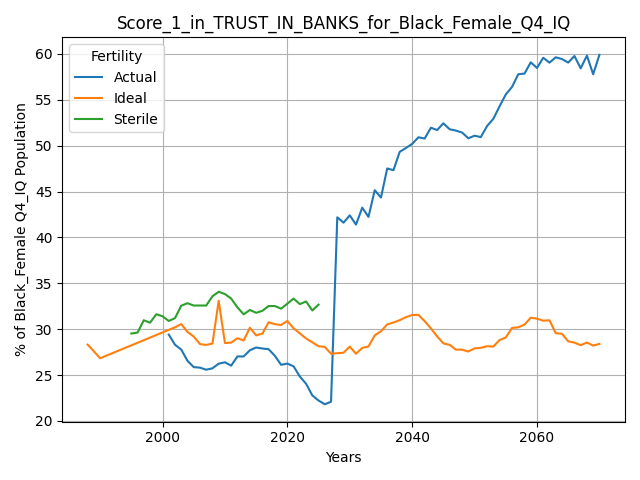 Score_1_in_TRUST_IN_BANKS_for_Black_Female_Q4_IQ
Fertility
Actual
Ideal
Sterile
% of Black_Female Q4_IQ Population
60
55
50
45
40
35
30
25
20
2000
2020
2040
2060
Years